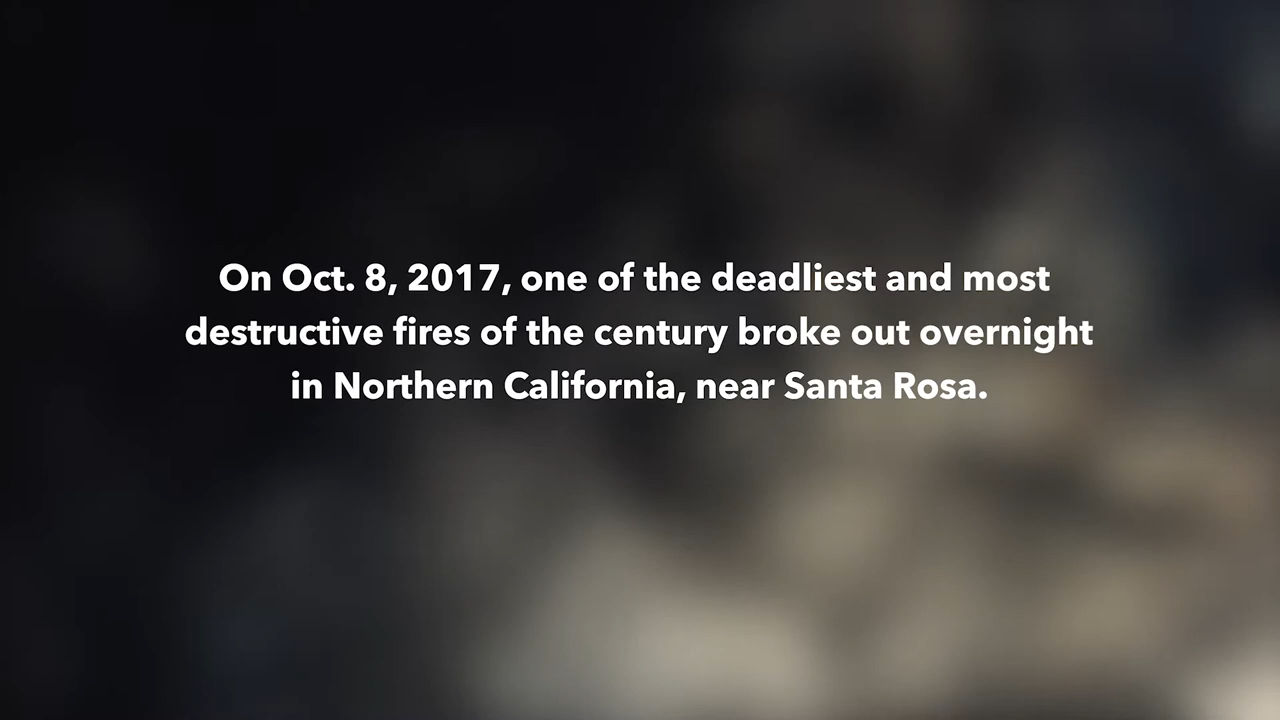 On Oct. 8, 2017, one of the deadliest and most
destructive fires of the century broke out overnight
in Northern California, near Santa Rosa.